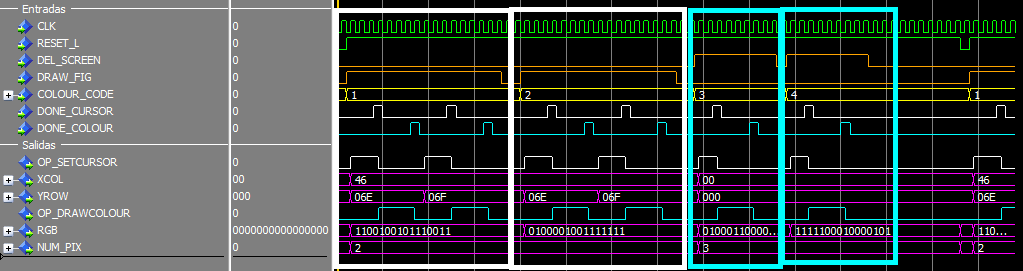 Entradas
CLK 0
RESET_L 0
DEL_SCREEN 0
DRAW_FIG 0
COLOUR_CODE 0 1 2 3 4 1
DONE_CURSOR 0
DONE_COLOUR 0
Salidas
OP_SETCURSOR 0
XCOL 00 46 00 46
YROW 000 06E 06F 06E 06F 000 06E
OP_DRAWCOLOUR 0
RGB 0000000000000000 1100100101110011 0100001001111111 01000110000... 1111110001000010 1 110...
NUM_PIX 0 2 3 2